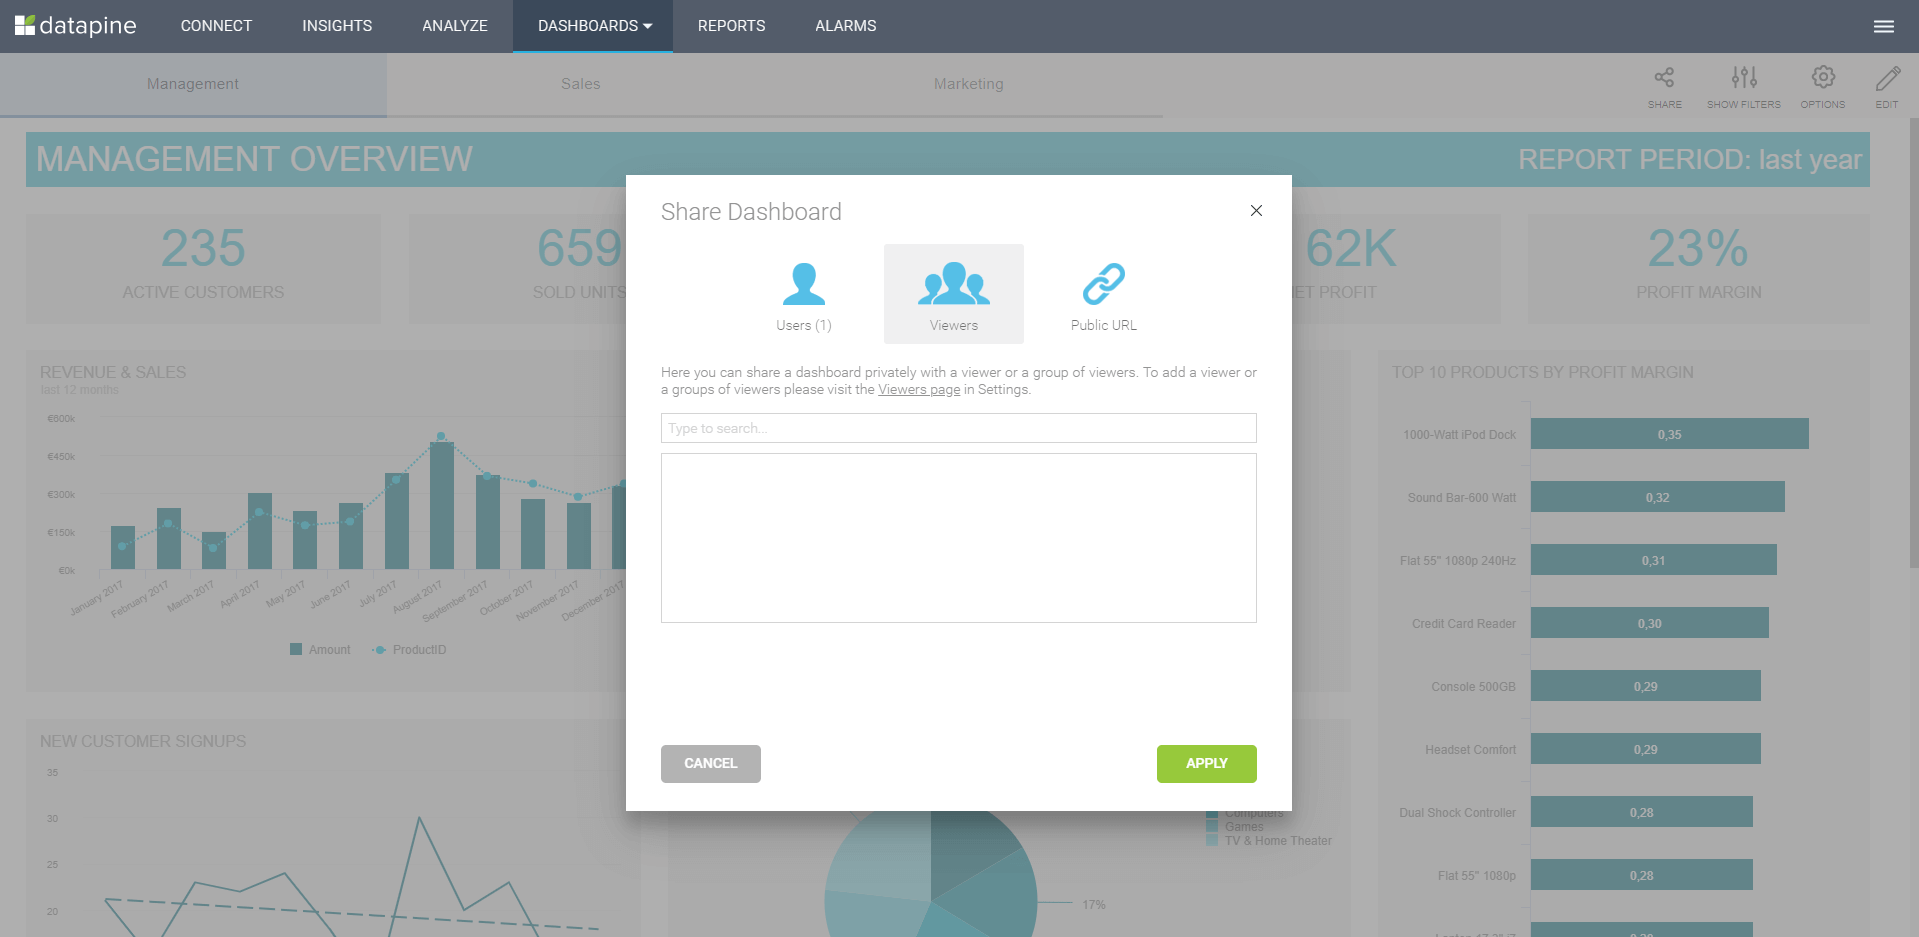 datapine
CONNECT
INSIGHTS
ANALYZE
DASHBOARDS
REPORTS
ALARMS
Management
Sales
Marketing
SHARE
SHOW FILTERS
OPTIONS
EDIT
MANAGEMENT OVERVIEW
REPORT PERIOD: last year
235
ACTIVE CUSTOMERS
659
SOLD UNITS
62K
PROFIT
23%
PROFIT MARGIN
Share Dashboard
Users (1)
Viewers
Public URL
Here you can share a dashboard privately with a viewer or a group of viewers. To add a viewer or
a groups of viewers please visit the Viewers page in Settings.
Type to search...
CANCEL
APPLY
REVENUE & SALES
last 12 months
€600k
€450k
€300k
€150k
€0k
January 2017
February 2017
March 2017
April 2017
May 2017
June 2017
July 2017
August 2017
September 2017
October 2017
November 2017
December 2017
Amount
ProductID
TOP 10 PRODUCTS BY PROFIT MARGIN
1000-Watt iPod Dock
0,35
Sound Bar-600 Watt
0,32
Flat 55" 1080p 240Hz
0,31
Credit Card Reader
0,30
Console 500GB
0,29
Headset Comfort
0,29
Dual Shock Controller
0,28
Flat 55" 1080p
0,28
NEW CUSTOMER SIGNUPS
35
30
25
20
Computers
Games
TV & Home Theater
17%